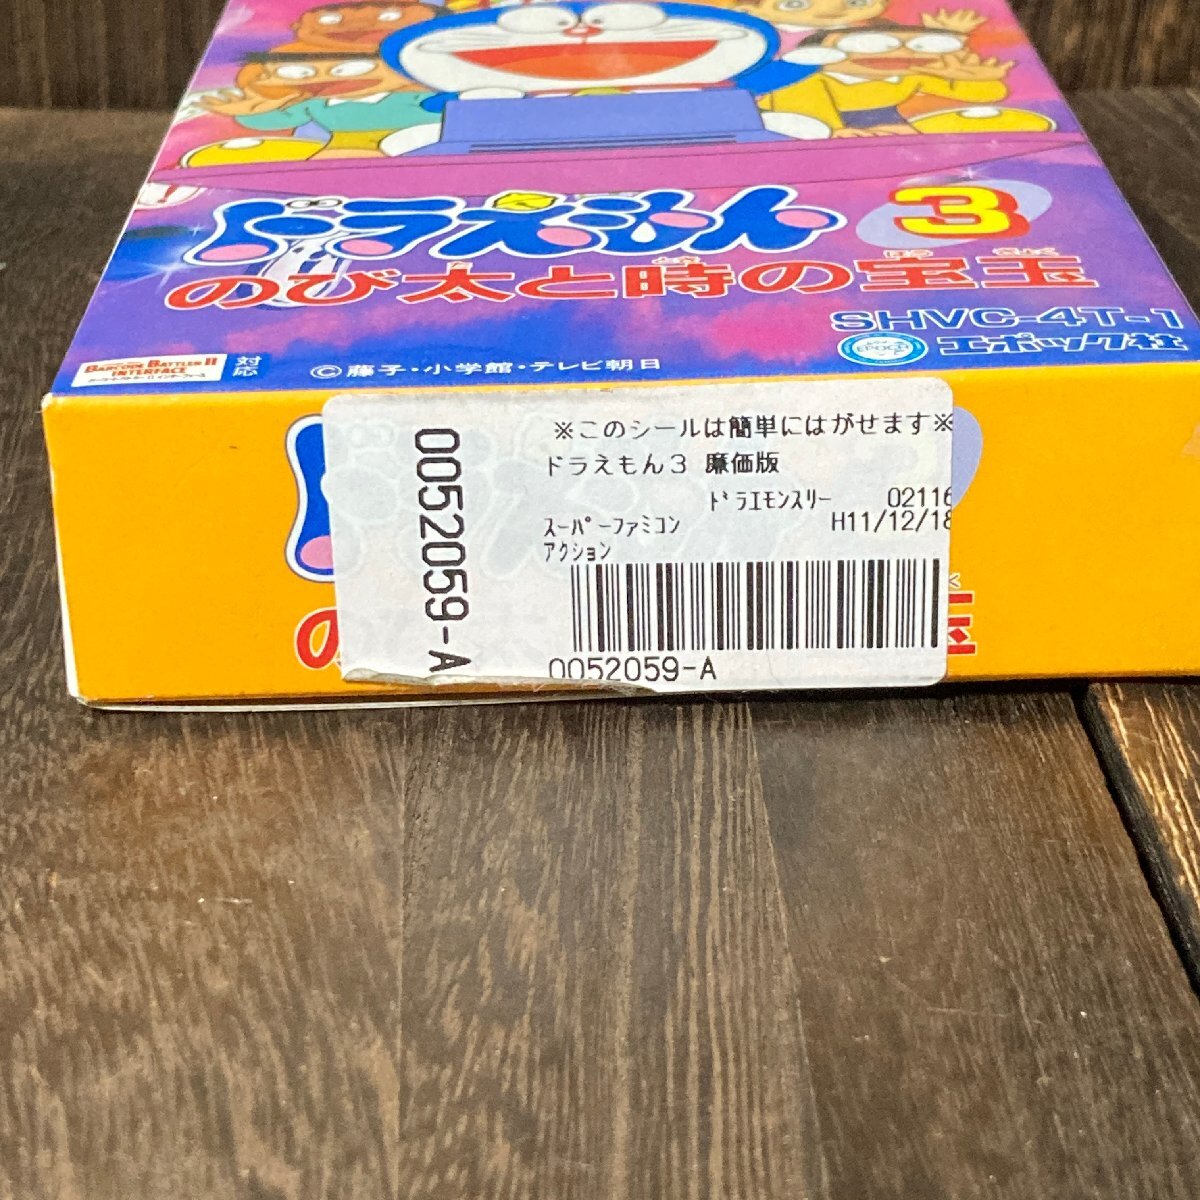 ドラえもん3
のび太と時の宝玉
SHVC-4T-1
EPOCH エポック社
BARCODE BATTLER II
INTERFACE
対応
©藤子・小学館・テレビ朝日
※このシールは簡単にはがせます※
ドラえもん3 廉価版
ドラエモンスリー 02116
スーパーファミコン H11/12/18
アクション
0052059-A
0052059-A